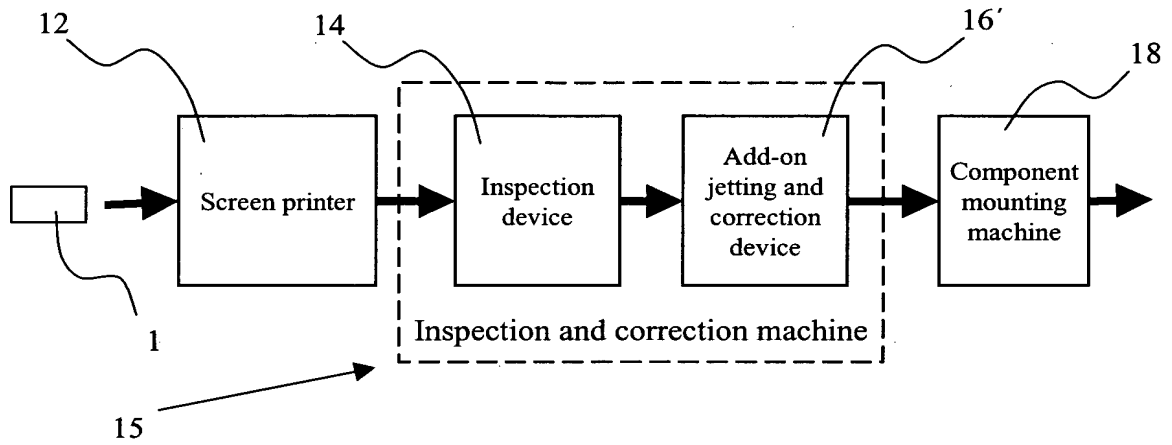 12
14
16′
18
Screen printer
Inspection
device
Add-on
jetting and
correction
device
Component
mounting
machine
Inspection and correction machine
1
15